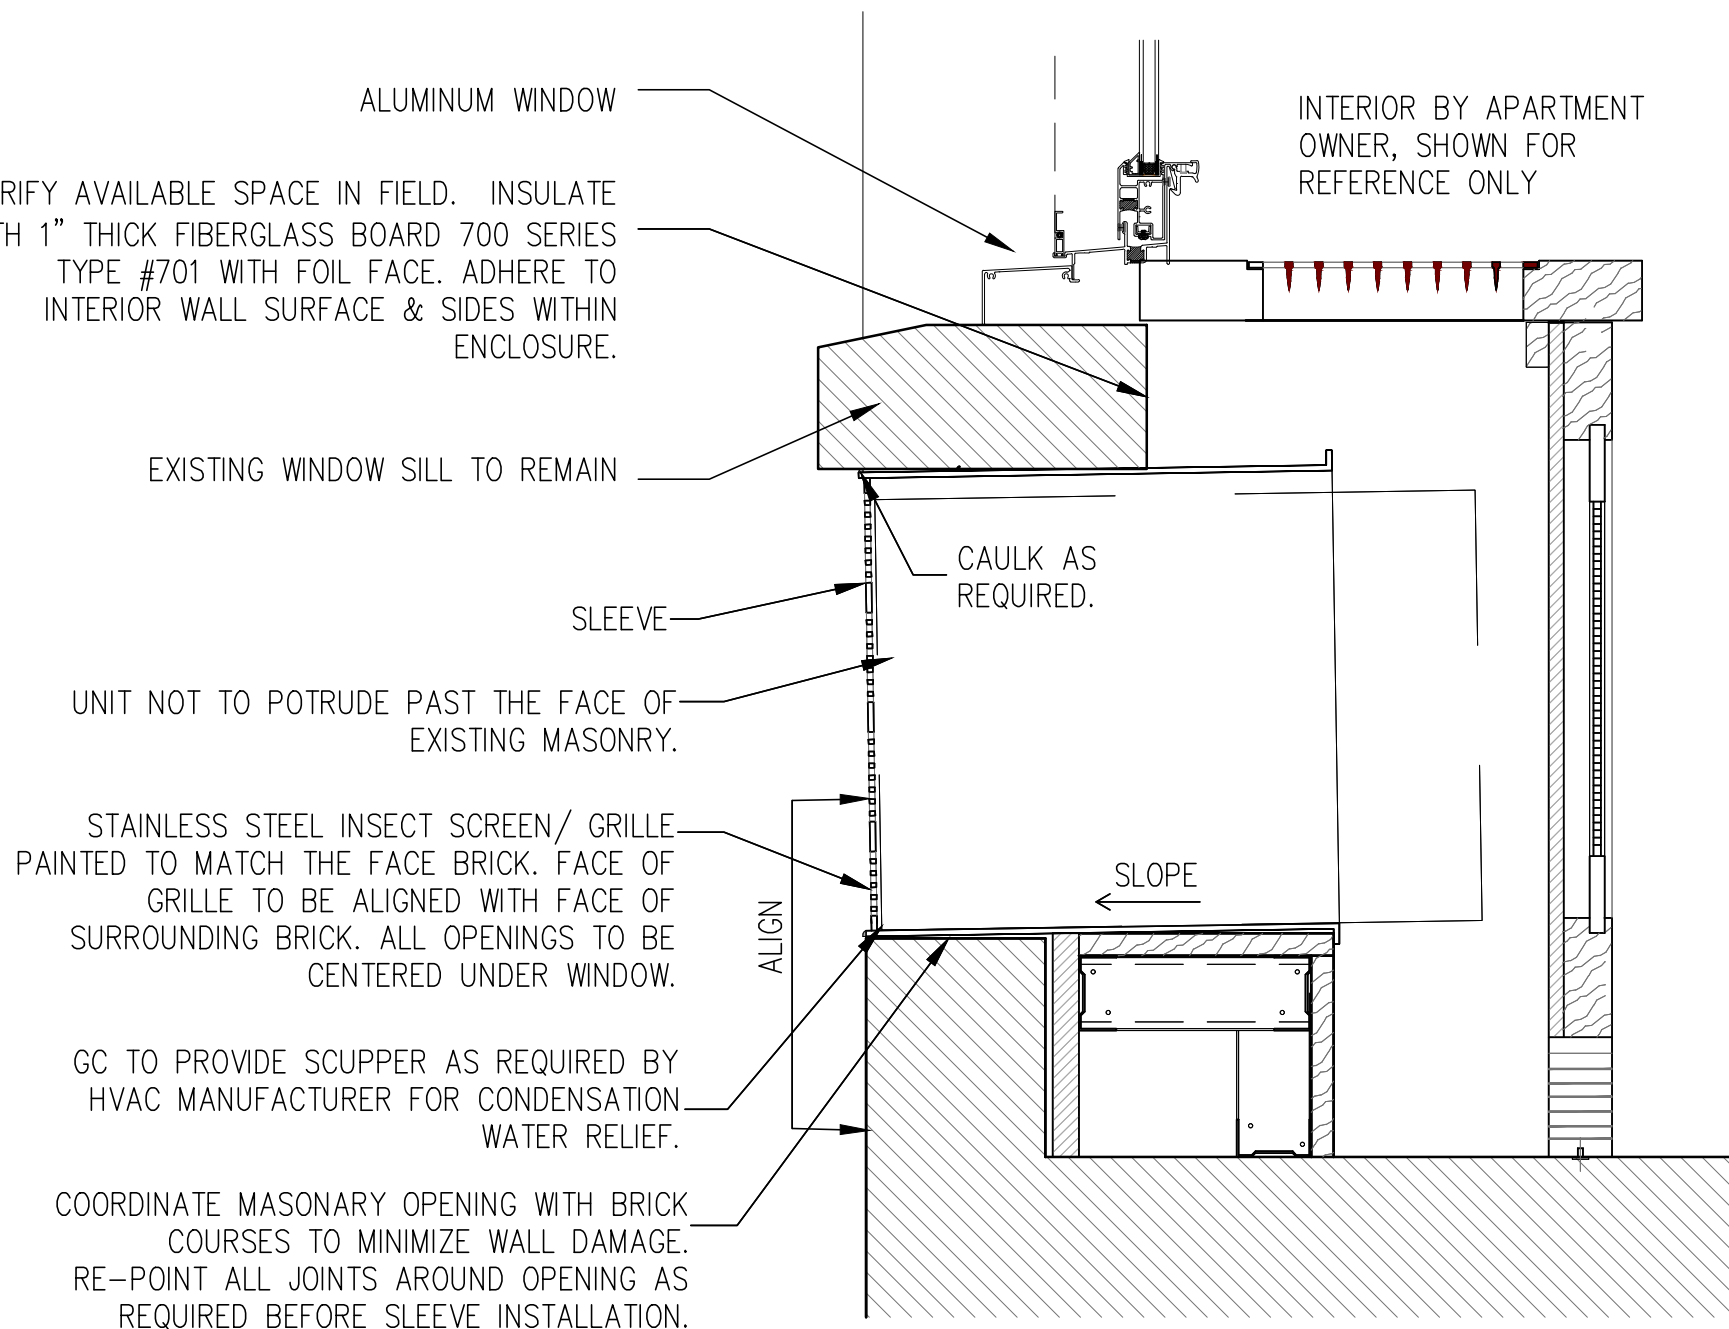 ALUMINUM WINDOW
INTERIOR BY APARTMENT
OWNER, SHOWN FOR
REFERENCE ONLY
AVAILABLE SPACE IN FIELD. INSULATE
1” THICK FIBERGLASS BOARD 700 SERIES
TYPE #701 WITH FOIL FACE. ADHERE TO
INTERIOR WALL SURFACE & SIDES WITHIN
ENCLOSURE.
EXISTING WINDOW SILL TO REMAIN
CAULK AS
REQUIRED.
SLEEVE
UNIT NOT TO POTRUDE PAST THE FACE OF
EXISTING MASONRY.
STAINLESS STEEL INSECT SCREEN/ GRILLE
PAINTED TO MATCH THE FACE BRICK. FACE OF
GRILLE TO BE ALIGNED WITH FACE OF
SURROUNDING BRICK. ALL OPENINGS TO BE
CENTERED UNDER WINDOW.
SLOPE
ALIGN
GC TO PROVIDE SCUPPER AS REQUIRED BY
HVAC MANUFACTURER FOR CONDENSATION
WATER RELIEF.
COORDINATE MASONARY OPENING WITH BRICK
COURSES TO MINIMIZE WALL DAMAGE.
RE-POINT ALL JOINTS AROUND OPENING AS
REQUIRED BEFORE SLEEVE INSTALLATION.